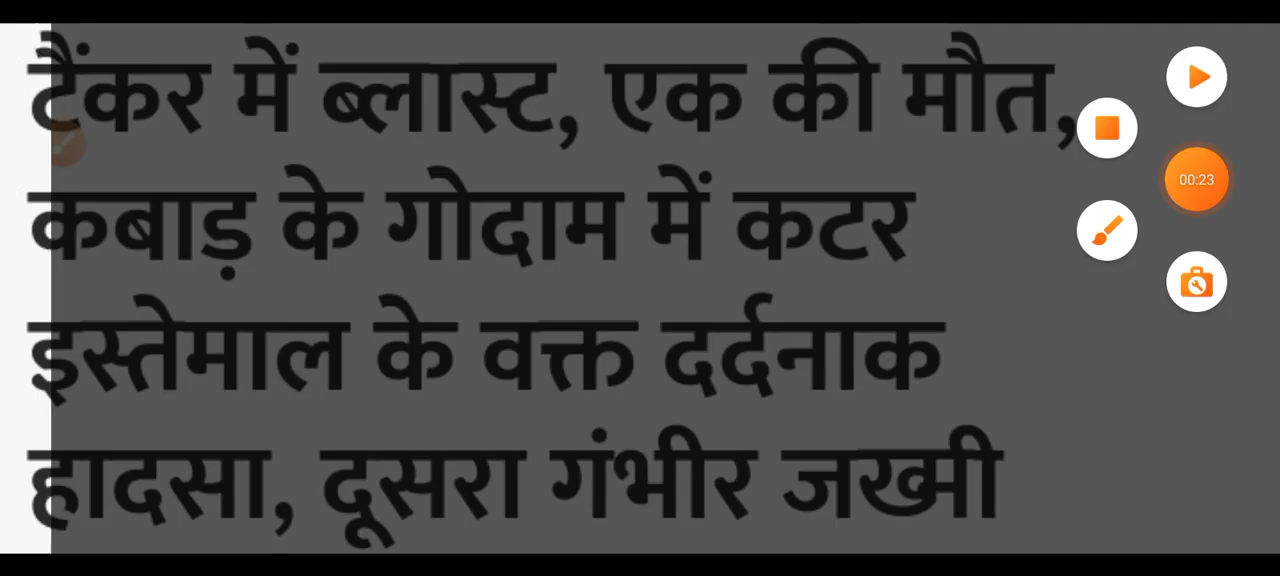 टैंकर में ब्लास्ट, एक की मौत,
कबाड़ के गोदाम में कटर
इस्तेमाल के वक्त दर्दनाक
हादसा, दूसरा गंभीर जख्मी
00:23